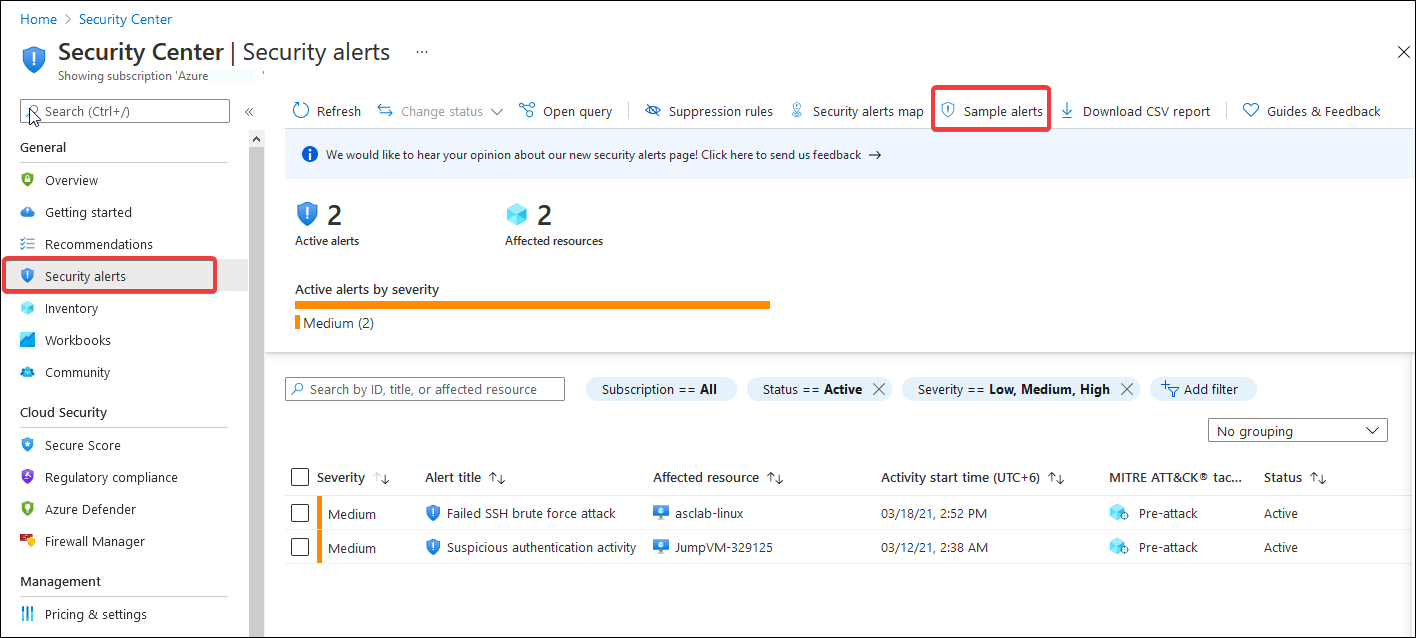 Home > Security Center
Security Center | Security alerts ...
Showing subscription 'Azure
Search (Ctrl+/) «
Refresh Change status Open query Suppression rules Security alerts map Sample alerts Download CSV report Guides & Feedback
General
Overview
Getting started
Recommendations
Security alerts
Inventory
Workbooks
Community
Cloud Security
Secure Score
Regulatory compliance
Azure Defender
Firewall Manager
Management
Pricing & settings
We would like to hear your opinion about our new security alerts page! Click here to send us feedback →
2 2
Active alerts Affected resources
Active alerts by severity
Medium (2)
Search by ID, title, or affected resource Subscription == All Status == Active Severity == Low, Medium, High Add filter
No grouping
Severity ↑↓ Alert title ↑↓ Affected resource ↑↓ Activity start time (UTC+6) ↑↓ MITRE ATT&CK® tac... Status ↑↓
Medium Failed SSH brute force attack asclab-linux 03/18/21, 2:52 PM Pre-attack Active
Medium Suspicious authentication activity JumpVM-329125 03/12/21, 2:38 AM Pre-attack Active